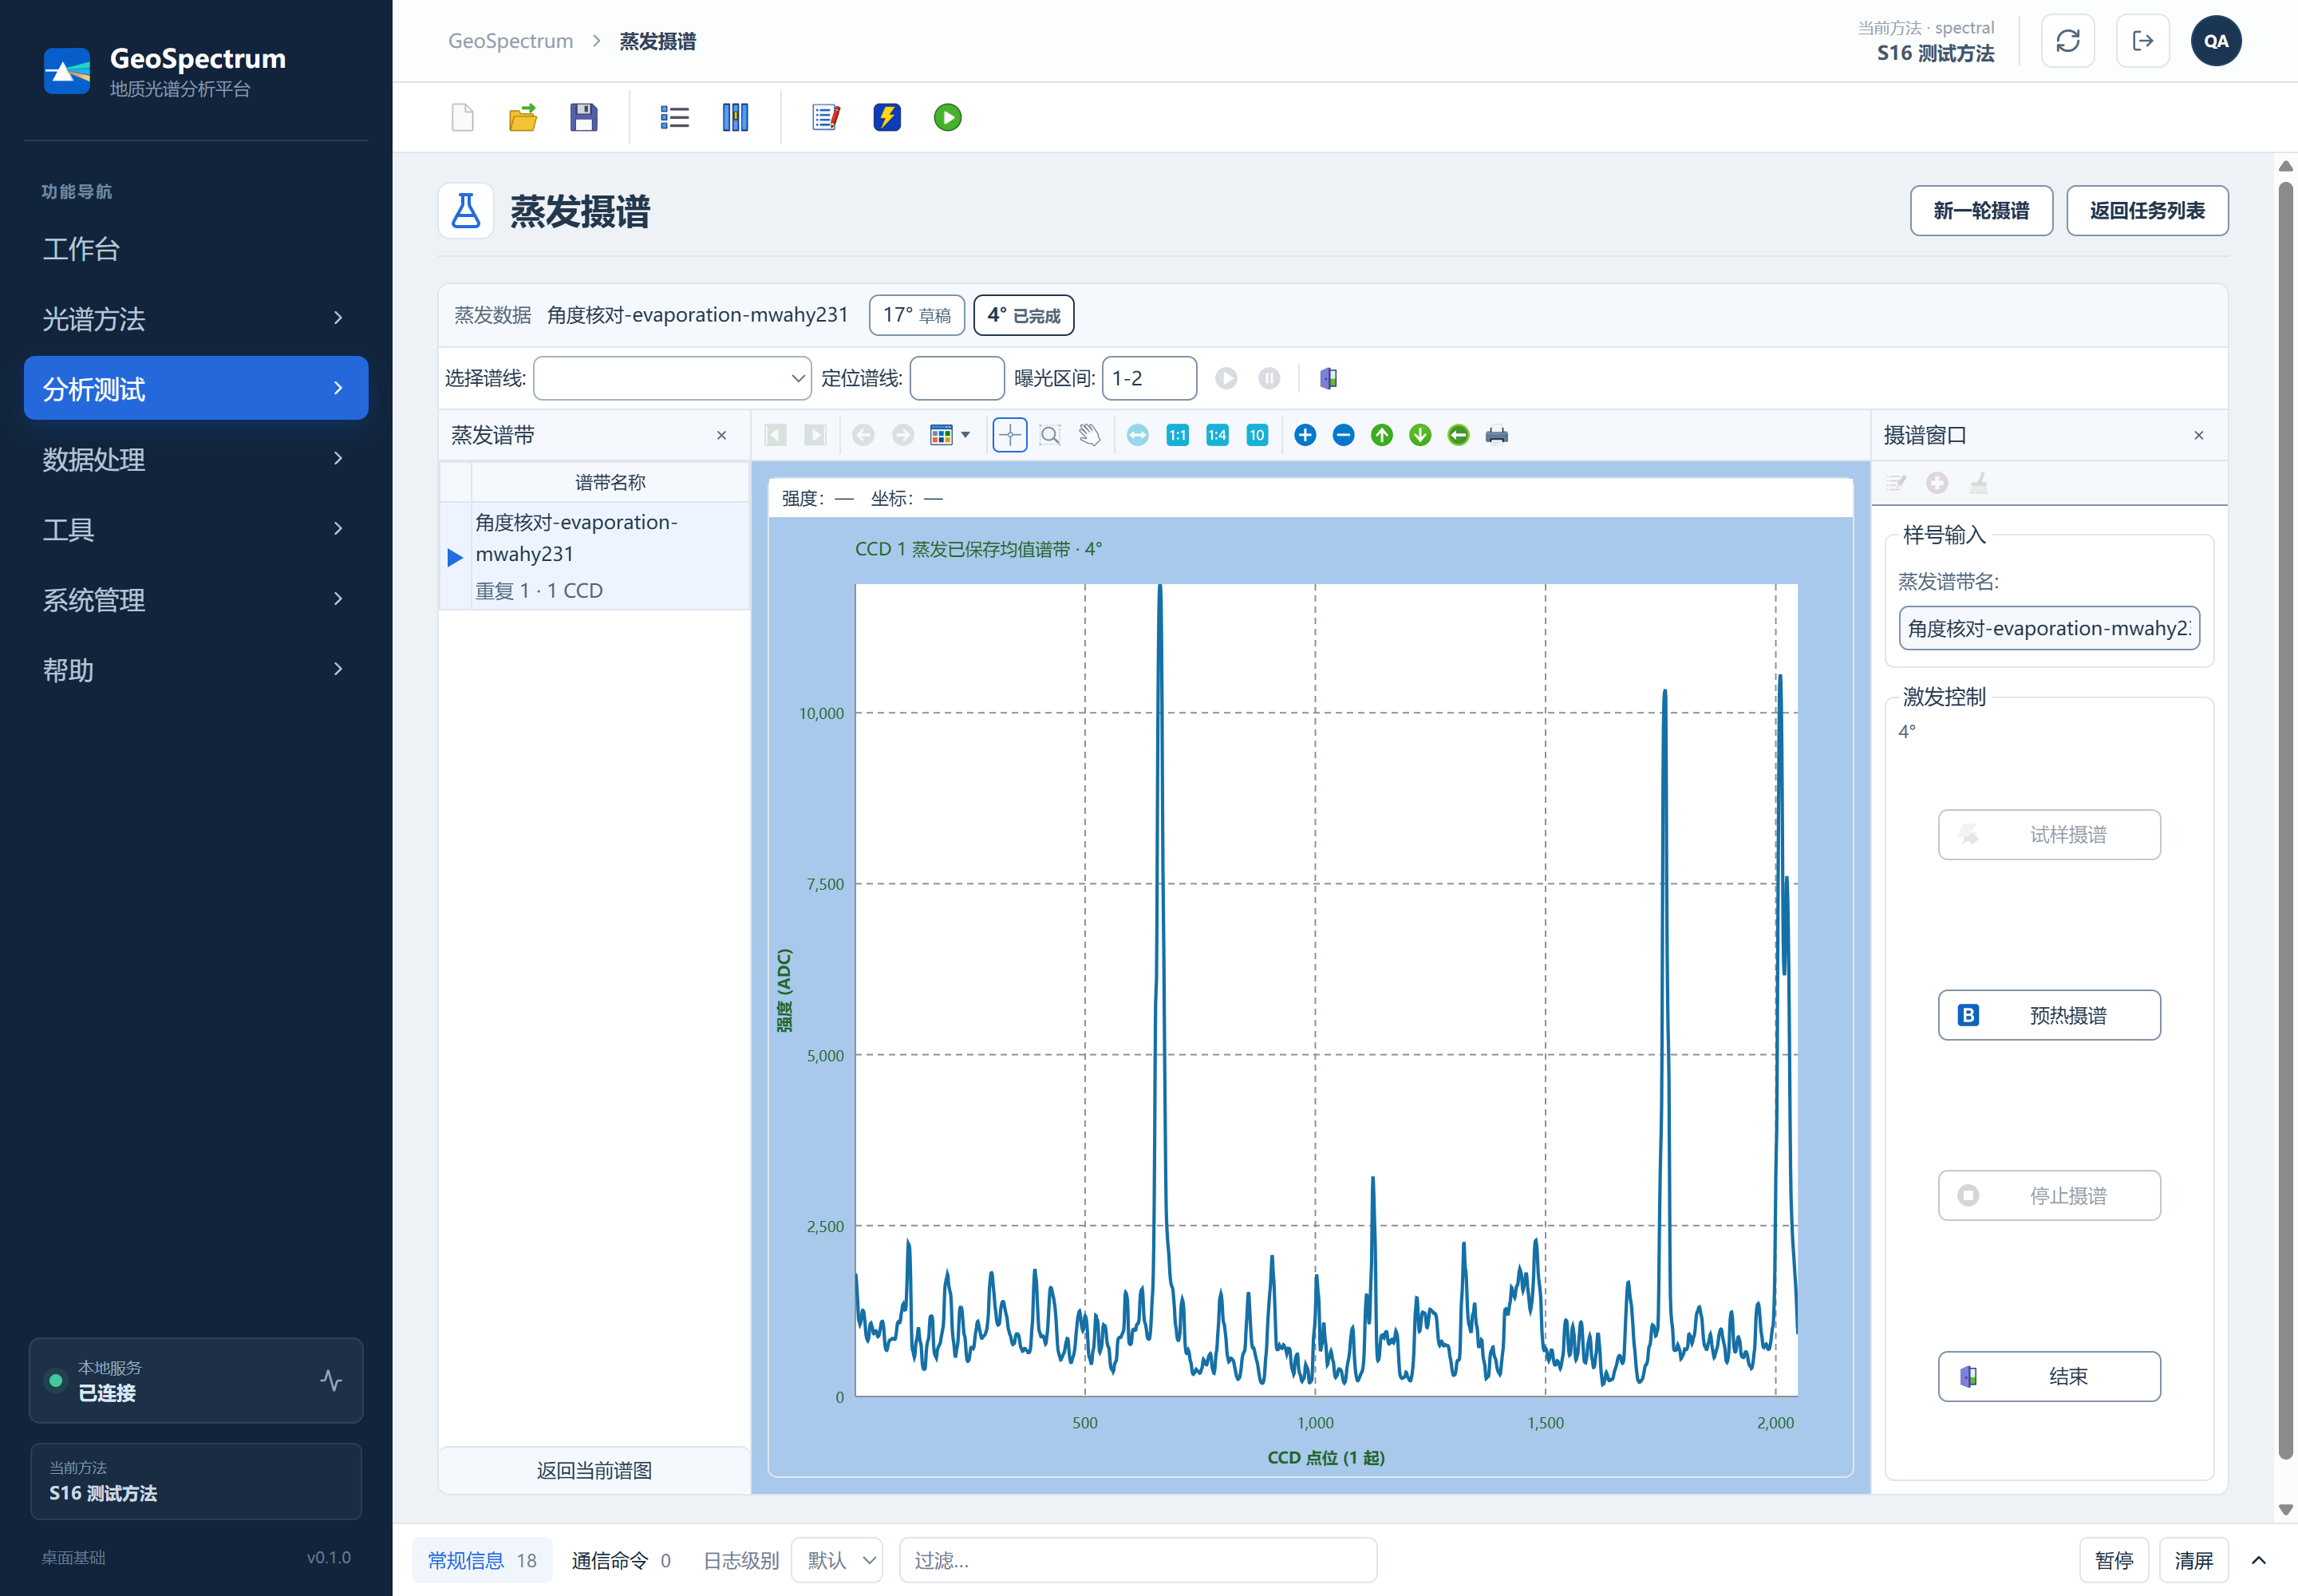 GeoSpectrum
地质光谱分析平台
功能导航
工作台
光谱方法
分析测试
数据处理
工具
系统管理
帮助
本地服务
已连接
当前方法
S16 测试方法
桌面基础 v0.1.0
GeoSpectrum 蒸发摄谱
当前方法 · spectral
S16 测试方法
QA
蒸发摄谱
新一轮摄谱 返回任务列表
蒸发数据 角度核对-evaporation-mwahy231 17° 草稿 4° 已完成
选择谱线: 定位谱线: 曝光区间: 1-2
蒸发谱带 ×
谱带名称
角度核对-evaporation-
mwahy231
重复 1 · 1 CCD
返回当前谱图
1:1 1:4 10
强度: — 坐标: —
CCD 1 蒸发已保存均值谱带 · 4°
强度 (ADC)
10,000
7,500
5,000
2,500
0
500 1,000 1,500 2,000
CCD 点位 (1 起)
摄谱窗口 ×
样号输入
蒸发谱带名:
角度核对-evaporation-mwahy2
激发控制
4°
试样摄谱
B 预热摄谱
停止摄谱
结束
常规信息 18 通信命令 0 日志级别 默认 过滤... 暂停 清屏